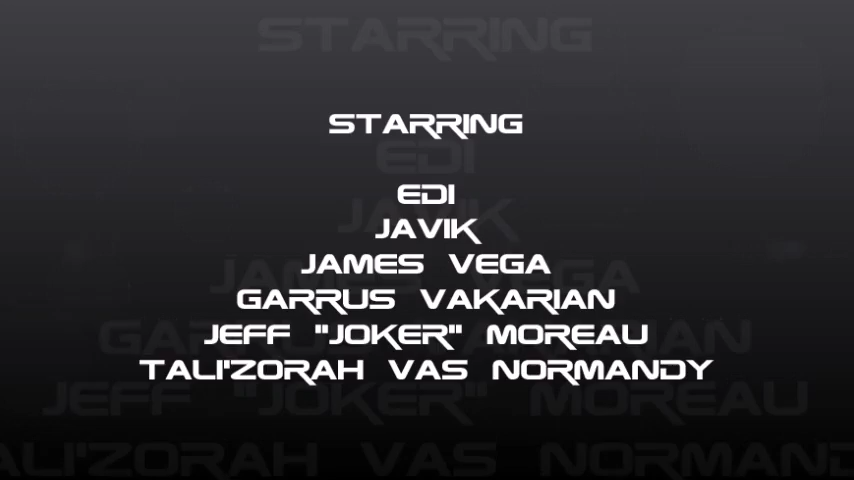 STARRING
EDI
JAVIK
JAMES VEGA
GARRUS VAKARIAN
JEFF "JOKER" MOREAU
TALI'ZORAH VAS NORMANDY